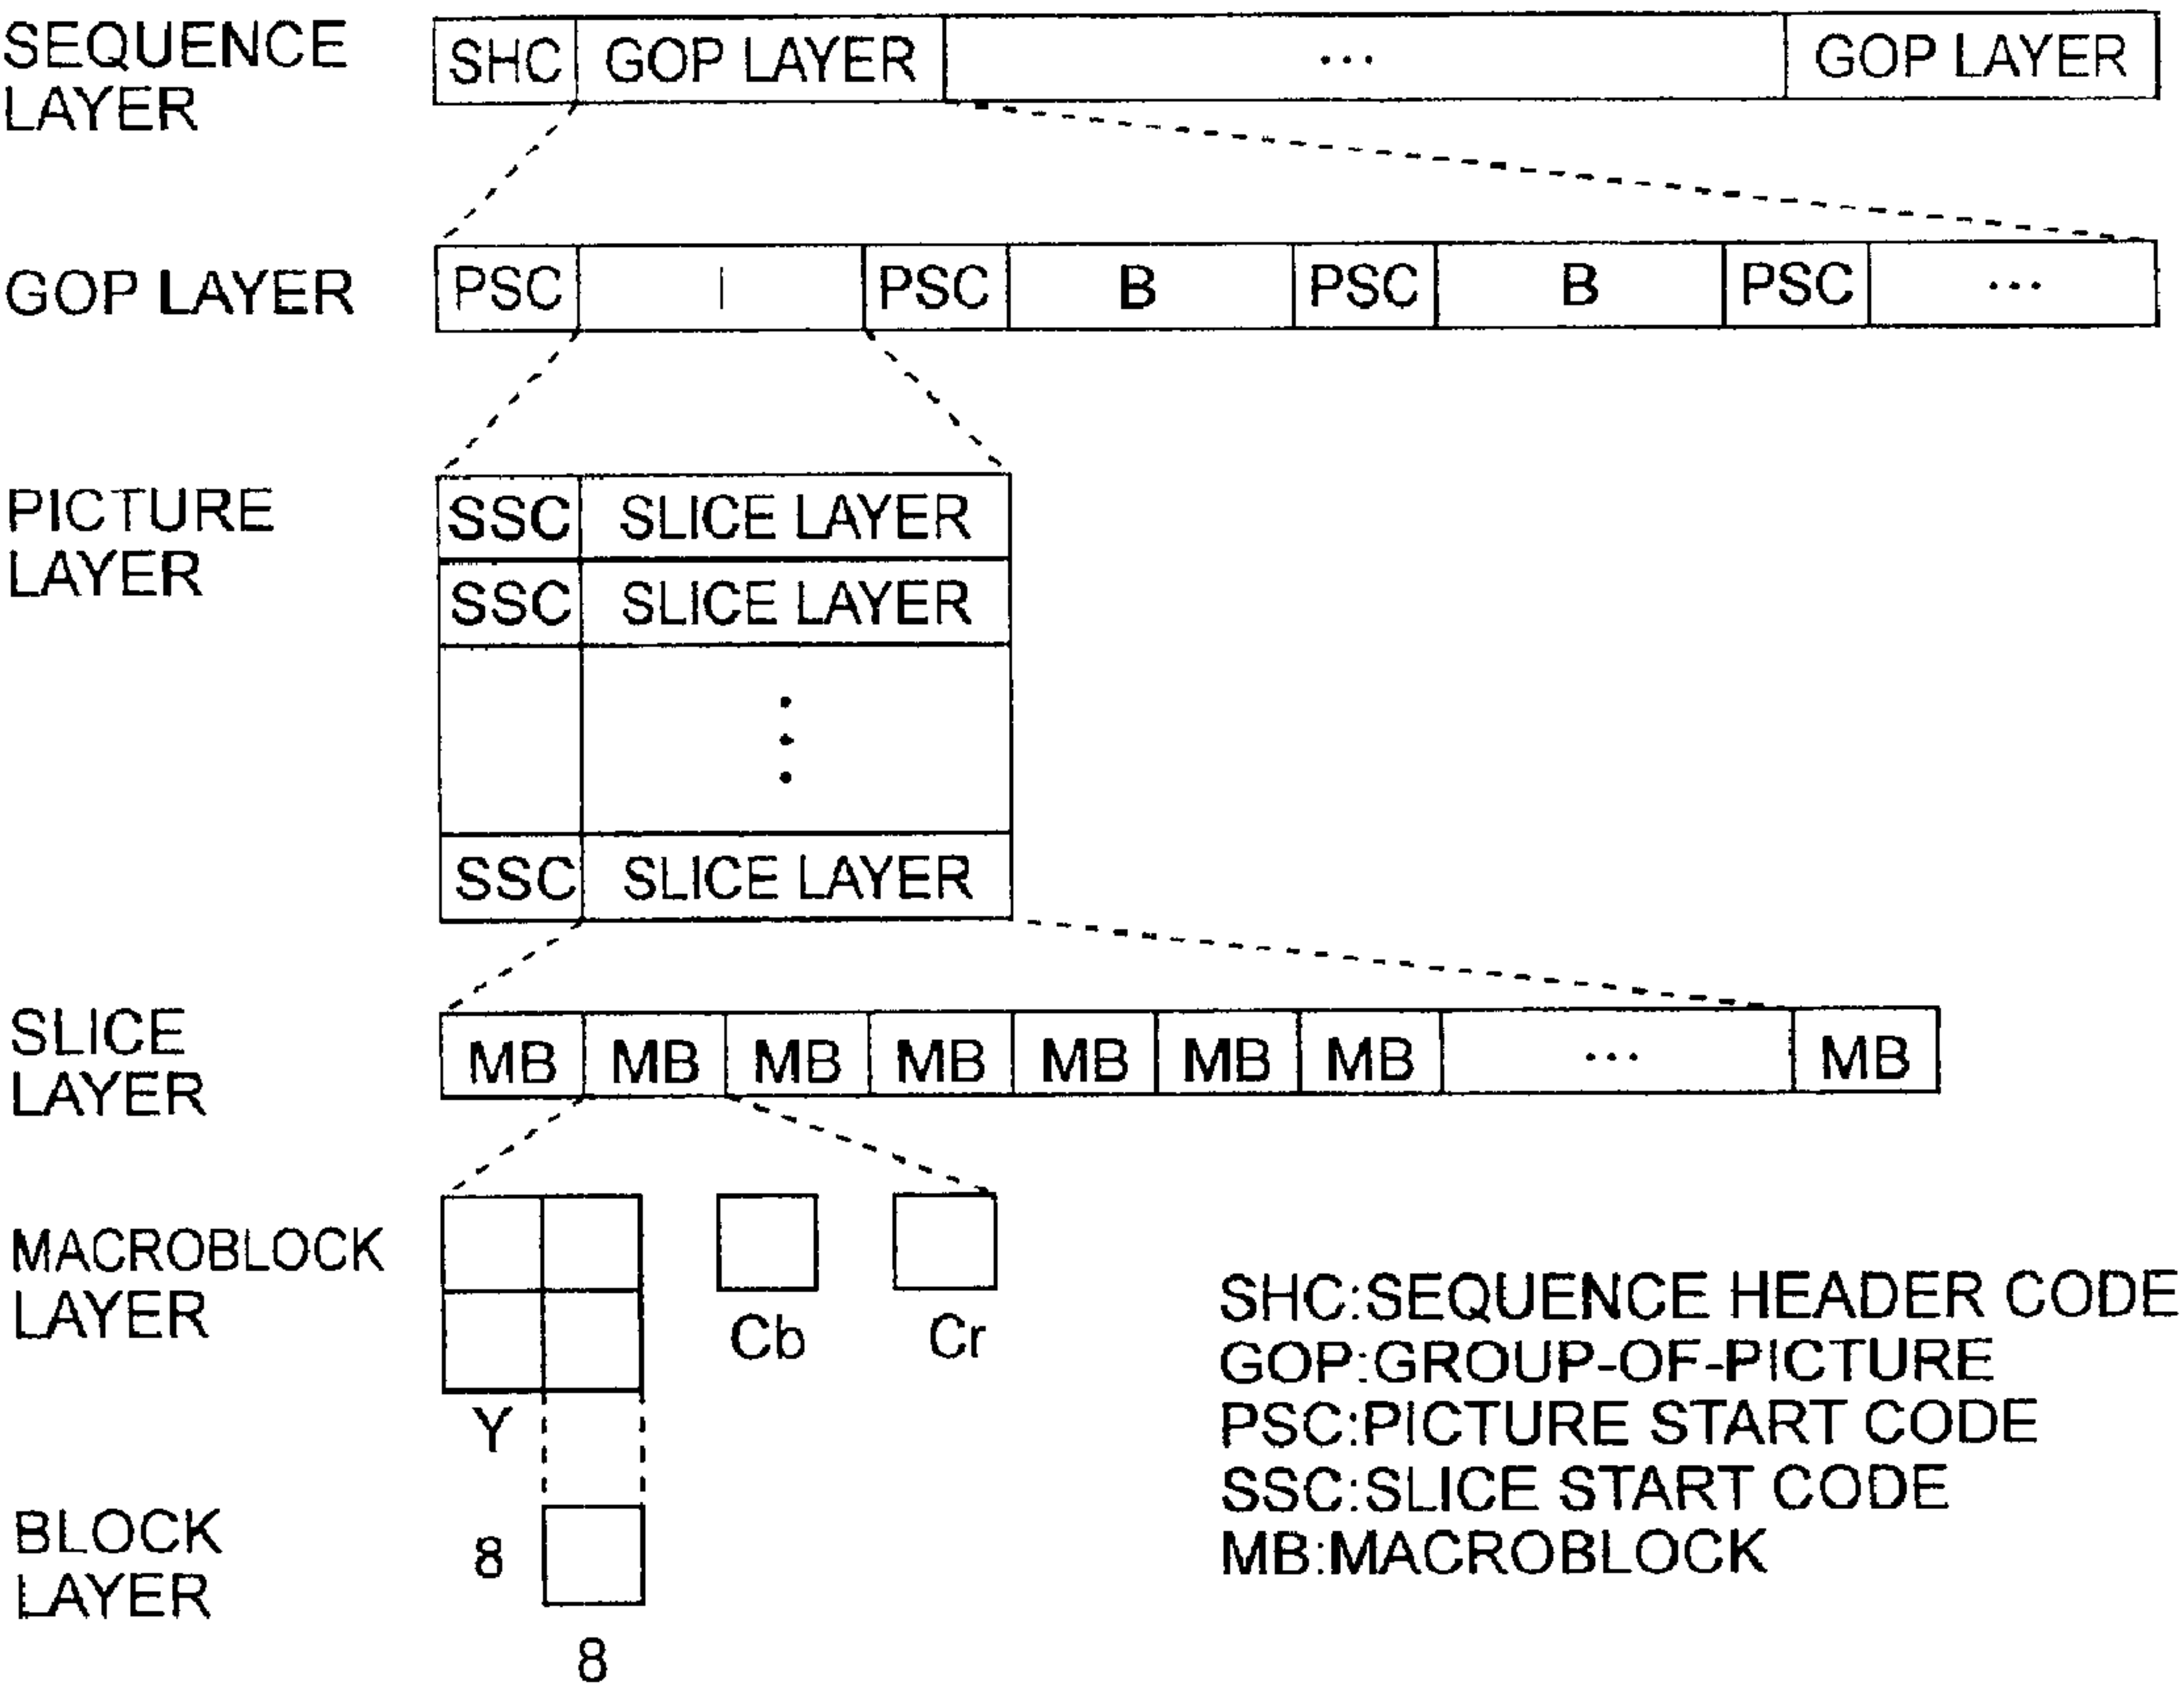 SEQUENCE
LAYER
SHC GOP LAYER ... GOP LAYER
GOP LAYER
PSC I PSC B PSC B PSC ...
PICTURE
LAYER
SSC SLICE LAYER
SSC SLICE LAYER
SSC SLICE LAYER
SLICE
LAYER
MB MB MB MB MB MB MB ... MB
MACROBLOCK
LAYER
Cb Cr
Y
BLOCK
LAYER
8
8
SHC:SEQUENCE HEADER CODE
GOP:GROUP-OF-PICTURE
PSC:PICTURE START CODE
SSC:SLICE START CODE
MB:MACROBLOCK